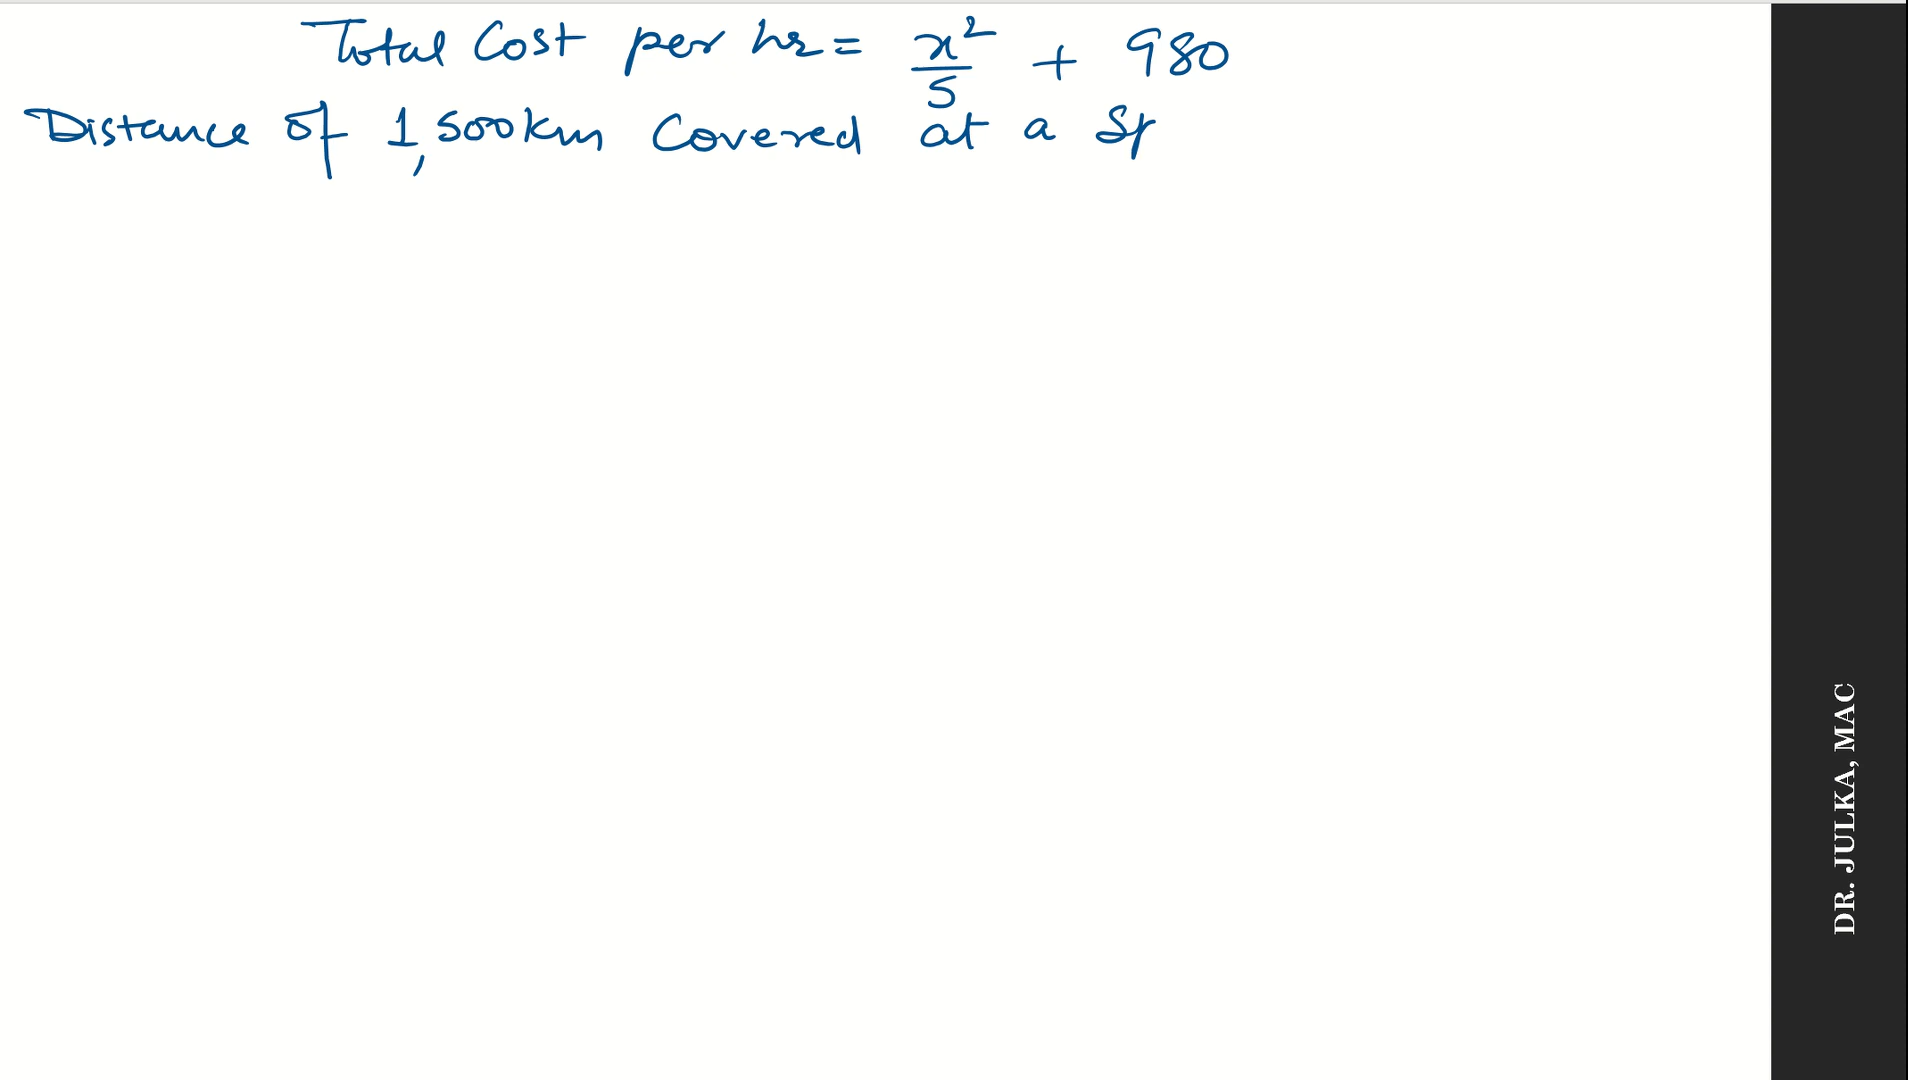 Total Cost per hr = x²/5 + 980
Distance of 1,500km Covered at a Sp
DR. JULKA, MAC